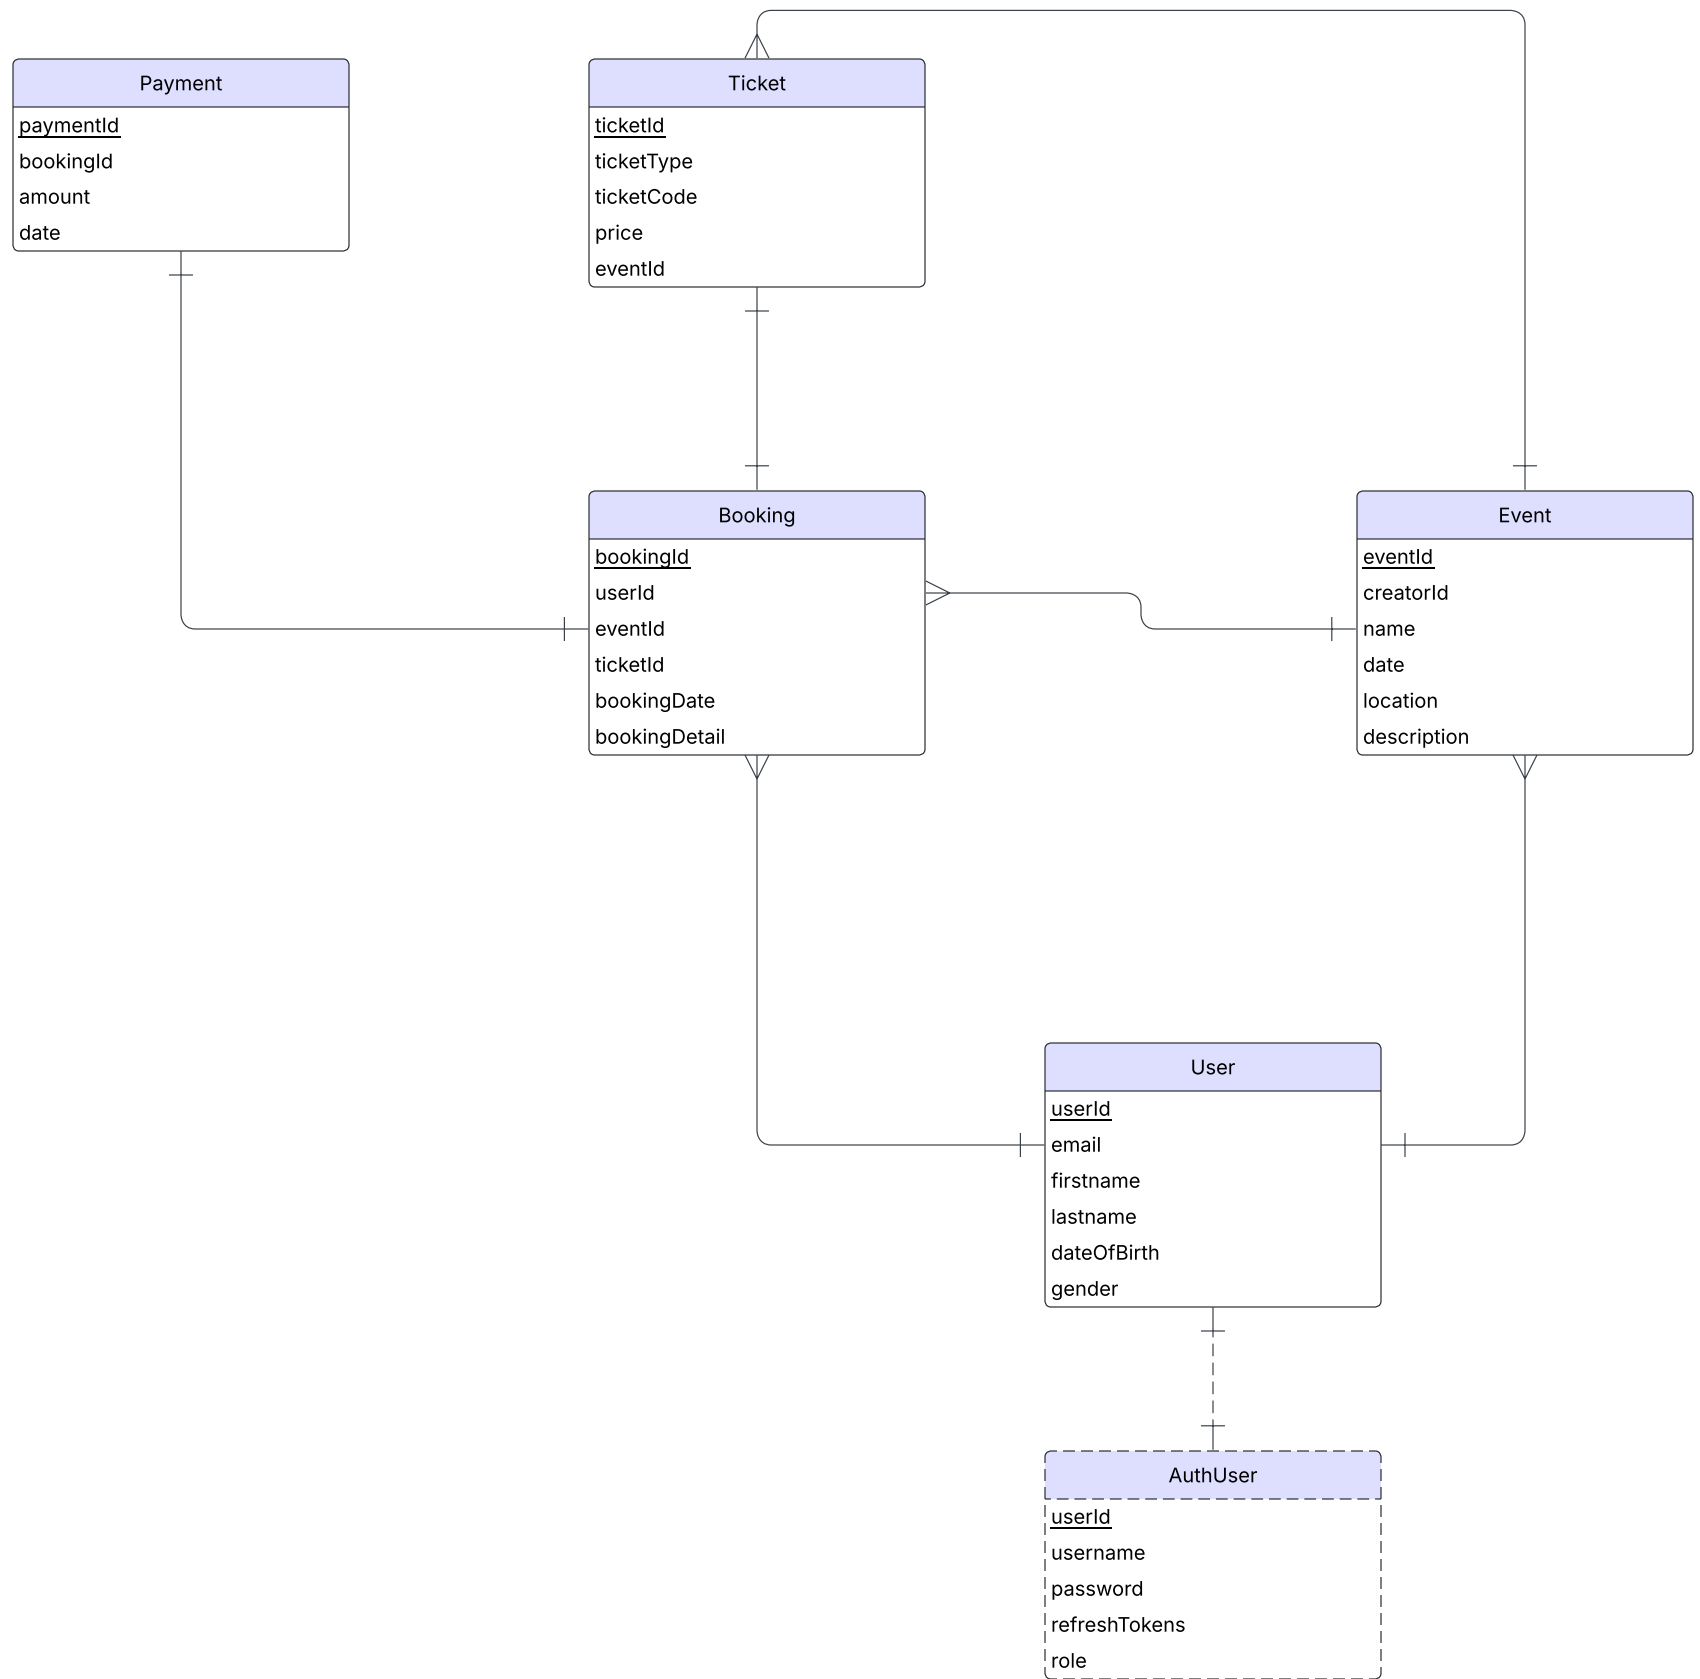 Payment
paymentId
bookingId
amount
date
Ticket
ticketId
ticketType
ticketCode
price
eventId
Booking
bookingId
userId
eventId
ticketId
bookingDate
bookingDetail
Event
eventId
creatorId
name
date
location
description
User
userId
email
firstname
lastname
dateOfBirth
gender
AuthUser
userId
username
password
refreshTokens
role